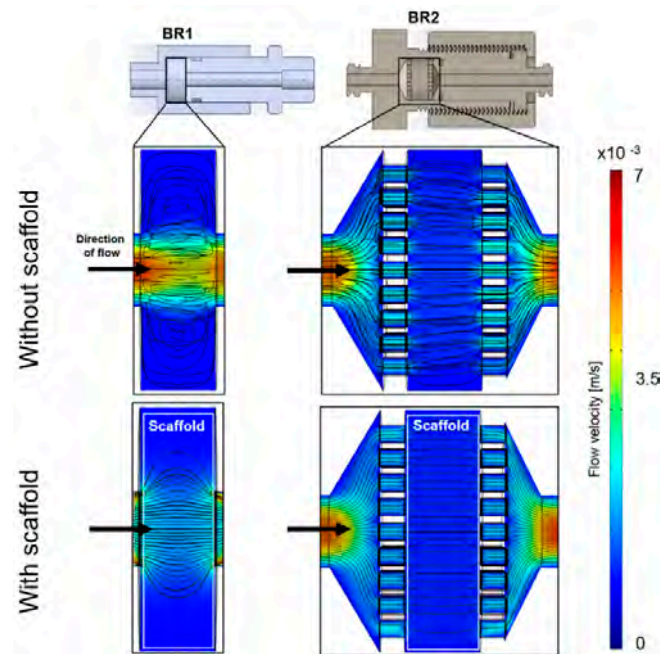 BR1
BR2
x10 -3
7
Without scaffold
Direction
of flow
3.5
Flow velocity [m/s]
With scaffold
Scaffold
Scaffold
0